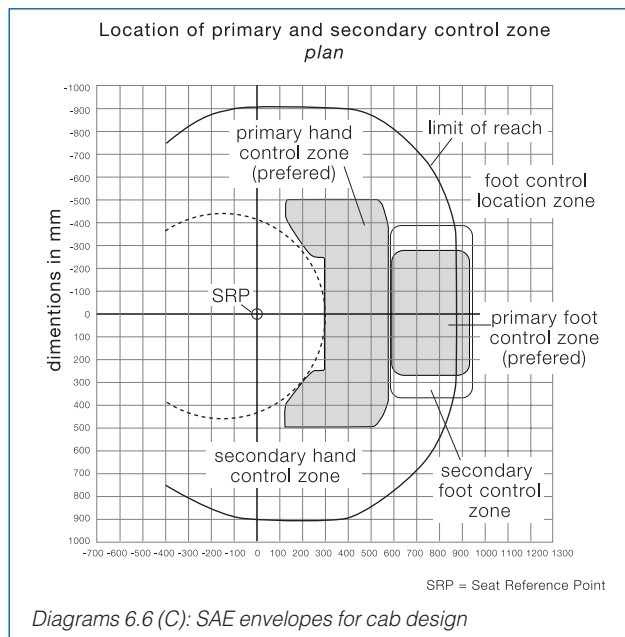 Location of primary and secondary control zone
plan
-1000
-900
-800
-700
-600
-500
-400
-300
-200
-100
0
100
200
300
400
500
600
700
800
900
1000
dimentions in mm
primary hand
control zone
(prefered)
limit of reach
foot control
location zone
SRP
primary foot
control zone
(prefered)
secondary hand
control zone
secondary
foot control
zone
-700 -600 -500 -400 -300 -200 -100 0 100 200 300 400 500 600 700 800 900 1000 1100 1200 1300
SRP = Seat Reference Point
Diagrams 6.6 (C): SAE envelopes for cab design